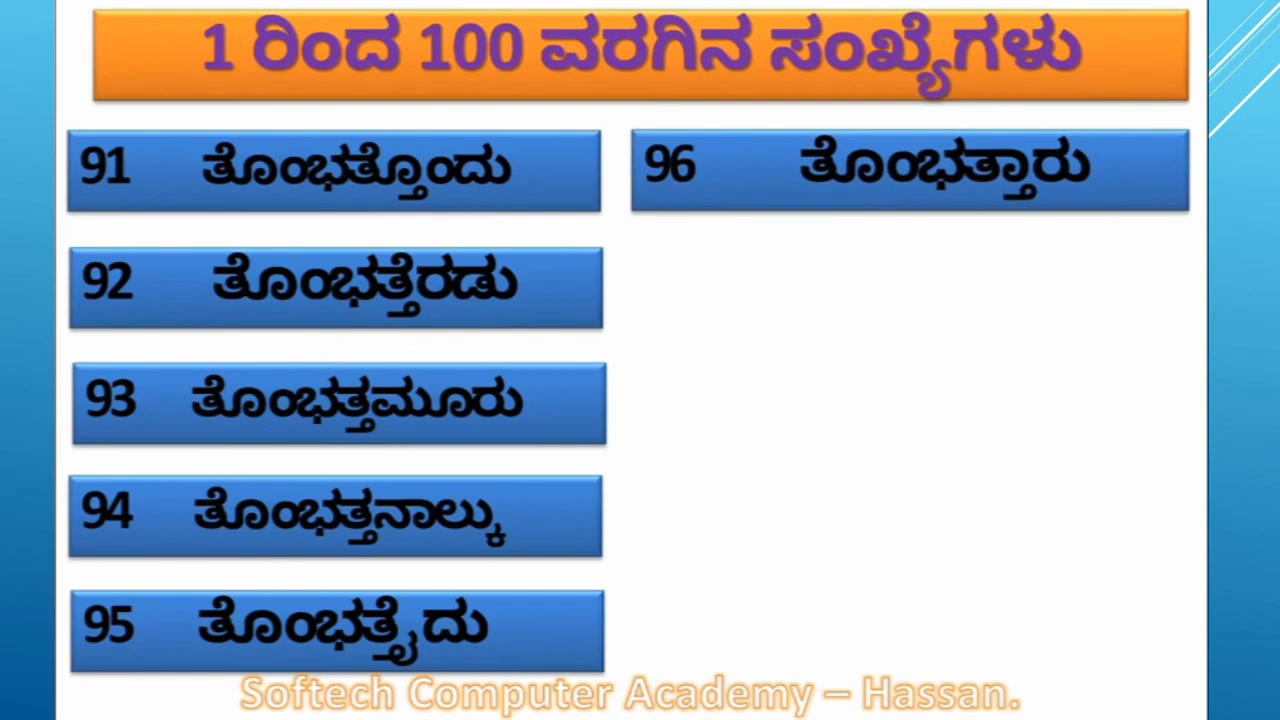 1 ರಿಂದ 100 ವರಗಿನ ಸಂಖ್ಯೆಗಳು
91 ತೊಂಭತ್ತೊಂದು
92 ತೊಂಭತ್ತೆರಡು
93 ತೊಂಭತ್ತಮೂರು
94 ತೊಂಭತ್ತನಾಲ್ಕು
95 ತೊಂಭತ್ತೈದು
96 ತೊಂಭತ್ತಾರು
Softech Computer Academy – Hassan.